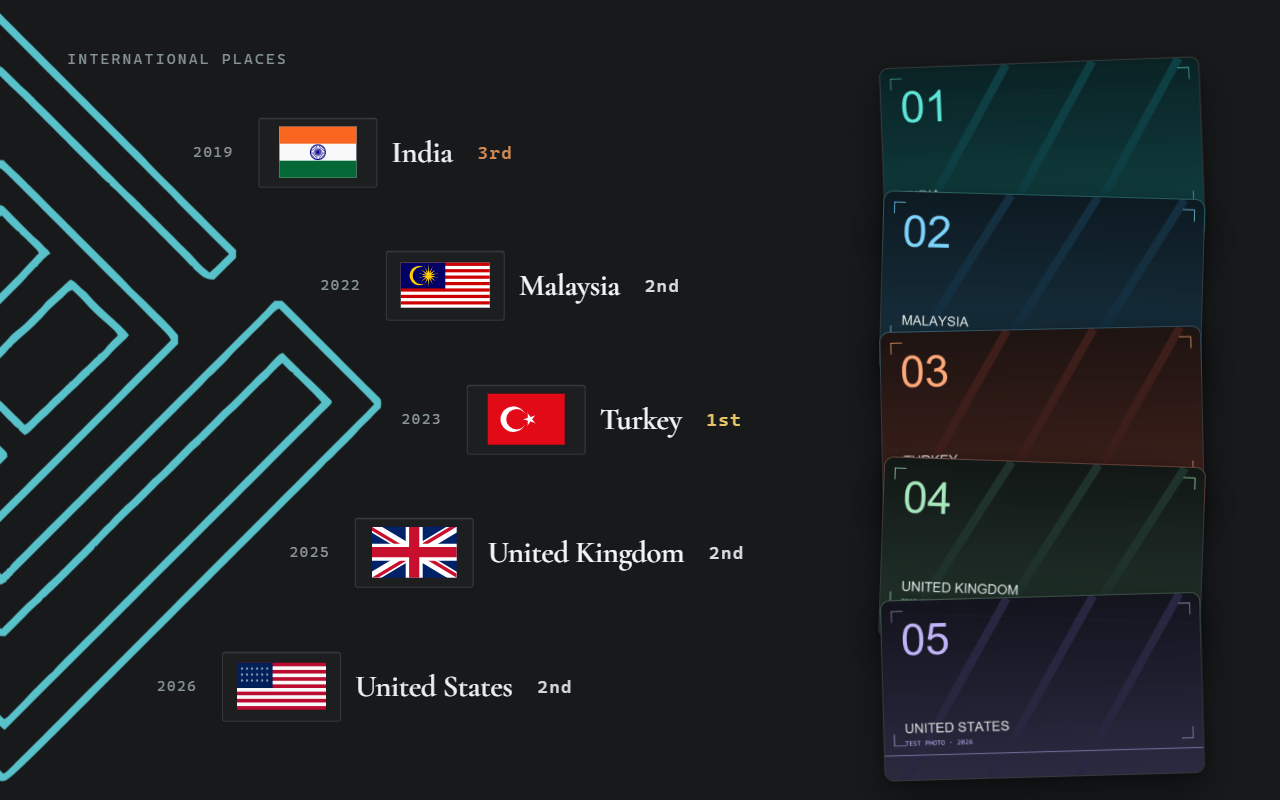 INTERNATIONAL PLACES
2019 India 3rd
2022 Malaysia 2nd
2023 Turkey 1st
2025 United Kingdom 2nd
2026 United States 2nd
01
02
MALAYSIA
03
TURKEY
04
UNITED KINGDOM
05
UNITED STATES
TEST PHOTO · 2026